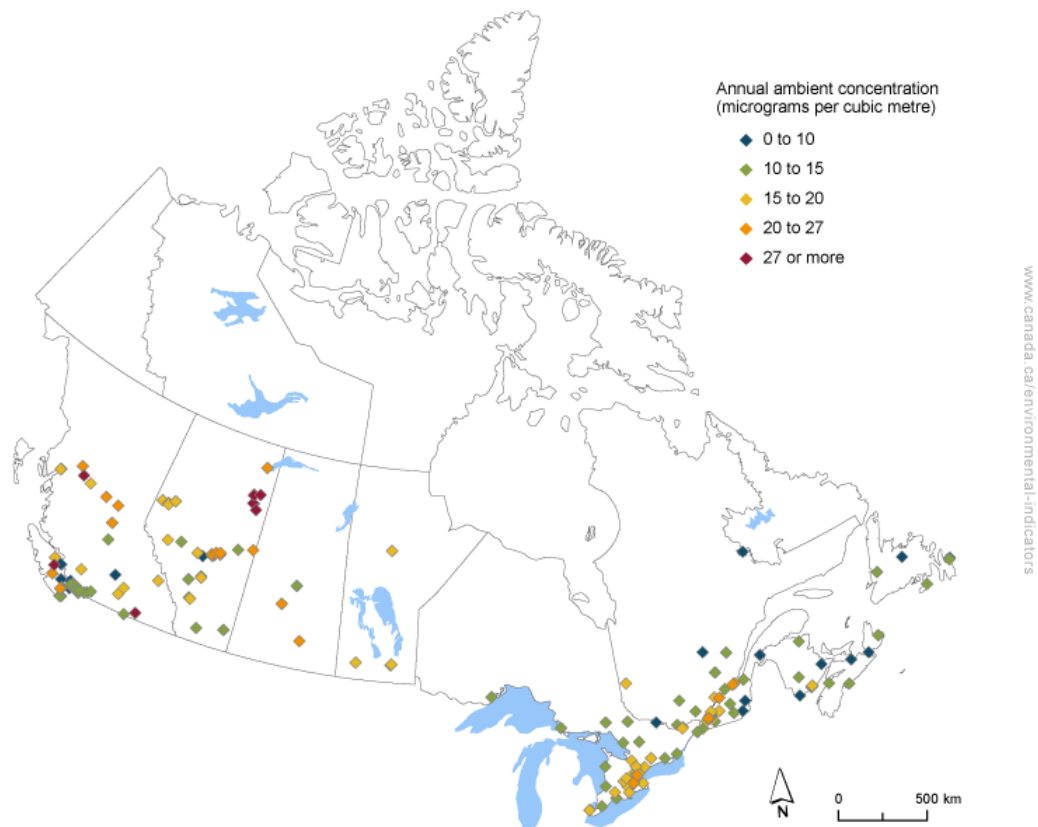 Annual ambient concentration
(micrograms per cubic metre)
0 to 10
10 to 15
15 to 20
20 to 27
27 or more
www.canada.ca/environmental-indicators
N
0 500 km